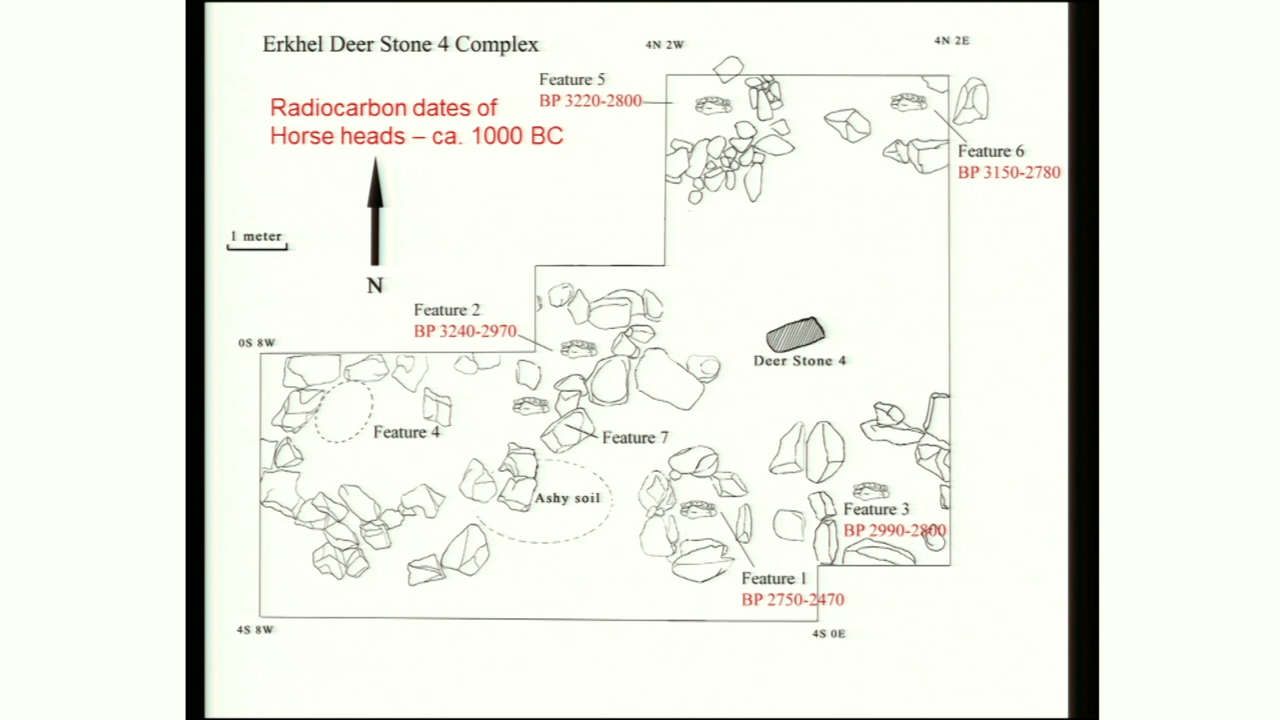 Erkhel Deer Stone 4 Complex
4N 2W
4N 2E
Feature 5
BP 3220-2800
Radiocarbon dates of
Horse heads – ca. 1000 BC
Feature 6
BP 3150-2780
1 meter
N
Feature 2
BP 3240-2970
0S 8W
Deer Stone 4
Feature 4
Feature 7
Ashy soil
Feature 3
BP 2990-2800
Feature 1
BP 2750-2470
4S 8W
4S 0E